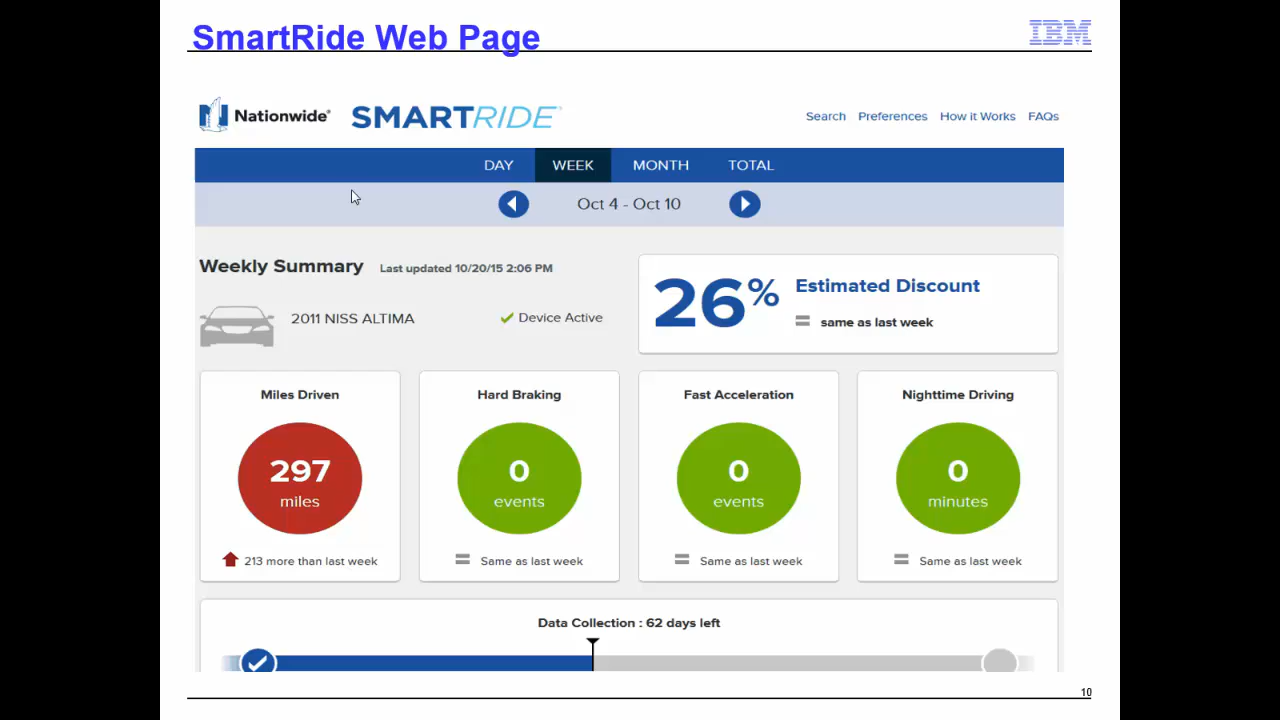 SmartRide Web Page
IBM
Nationwide®
SMARTRIDE
Search Preferences How it Works FAQs
DAY WEEK MONTH TOTAL
Oct 4 - Oct 10
Weekly Summary Last updated 10/20/15 2:06 PM
2011 NISS ALTIMA Device Active
26% Estimated Discount
same as last week
Miles Driven
297
miles
213 more than last week
Hard Braking
0
events
Same as last week
Fast Acceleration
0
events
Same as last week
Nighttime Driving
0
minutes
Same as last week
Data Collection : 62 days left
10